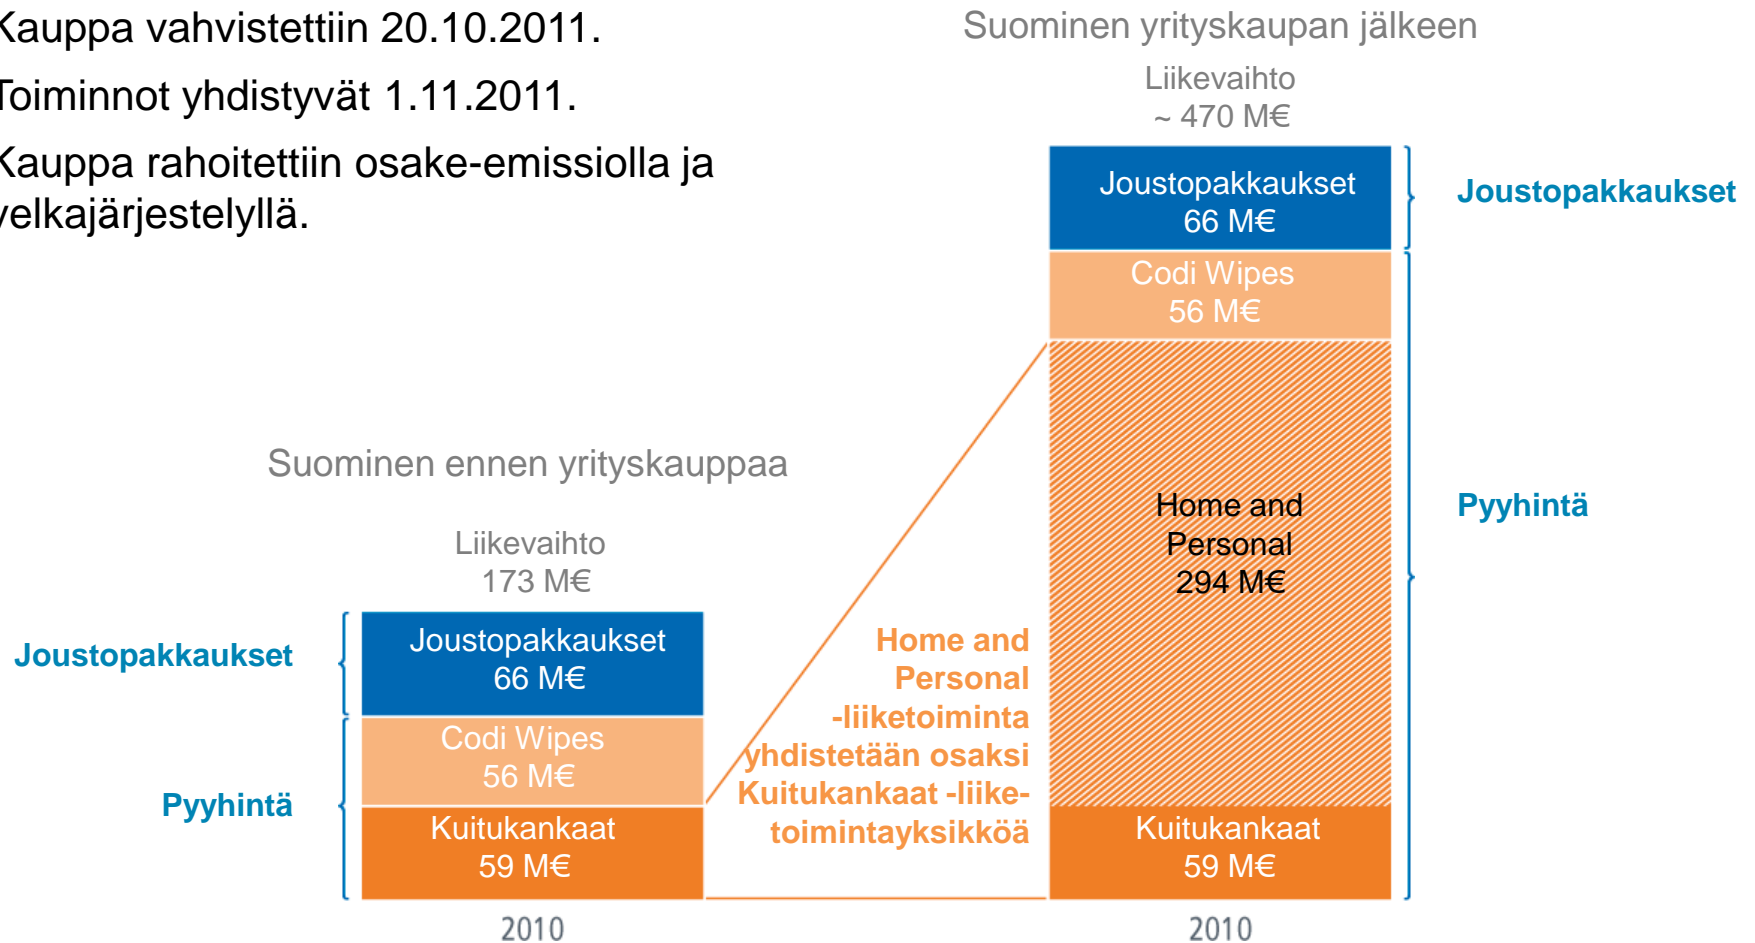 Kauppa vahvistettiin 20.10.2011.
Toiminnot yhdistyvät 1.11.2011.
Kauppa rahoitettiin osake-emissiolla ja
velkajärjestelyllä.
Suominen yrityskaupan jälkeen
Liikevaihto
~ 470 M€
Joustopakkaukset
66 M€
Joustopakkaukset
Codi Wipes
56 M€
Home and
Personal
294 M€
Pyyhintä
Kuitukankaat
59 M€
2010
Suominen ennen yrityskauppaa
Liikevaihto
173 M€
Joustopakkaukset
Joustopakkaukset
66 M€
Codi Wipes
56 M€
Pyyhintä
Kuitukankaat
59 M€
2010
Home and
Personal
-liiketoiminta
yhdistetään osaksi
Kuitukankaat -liike-
toimintayksikköä